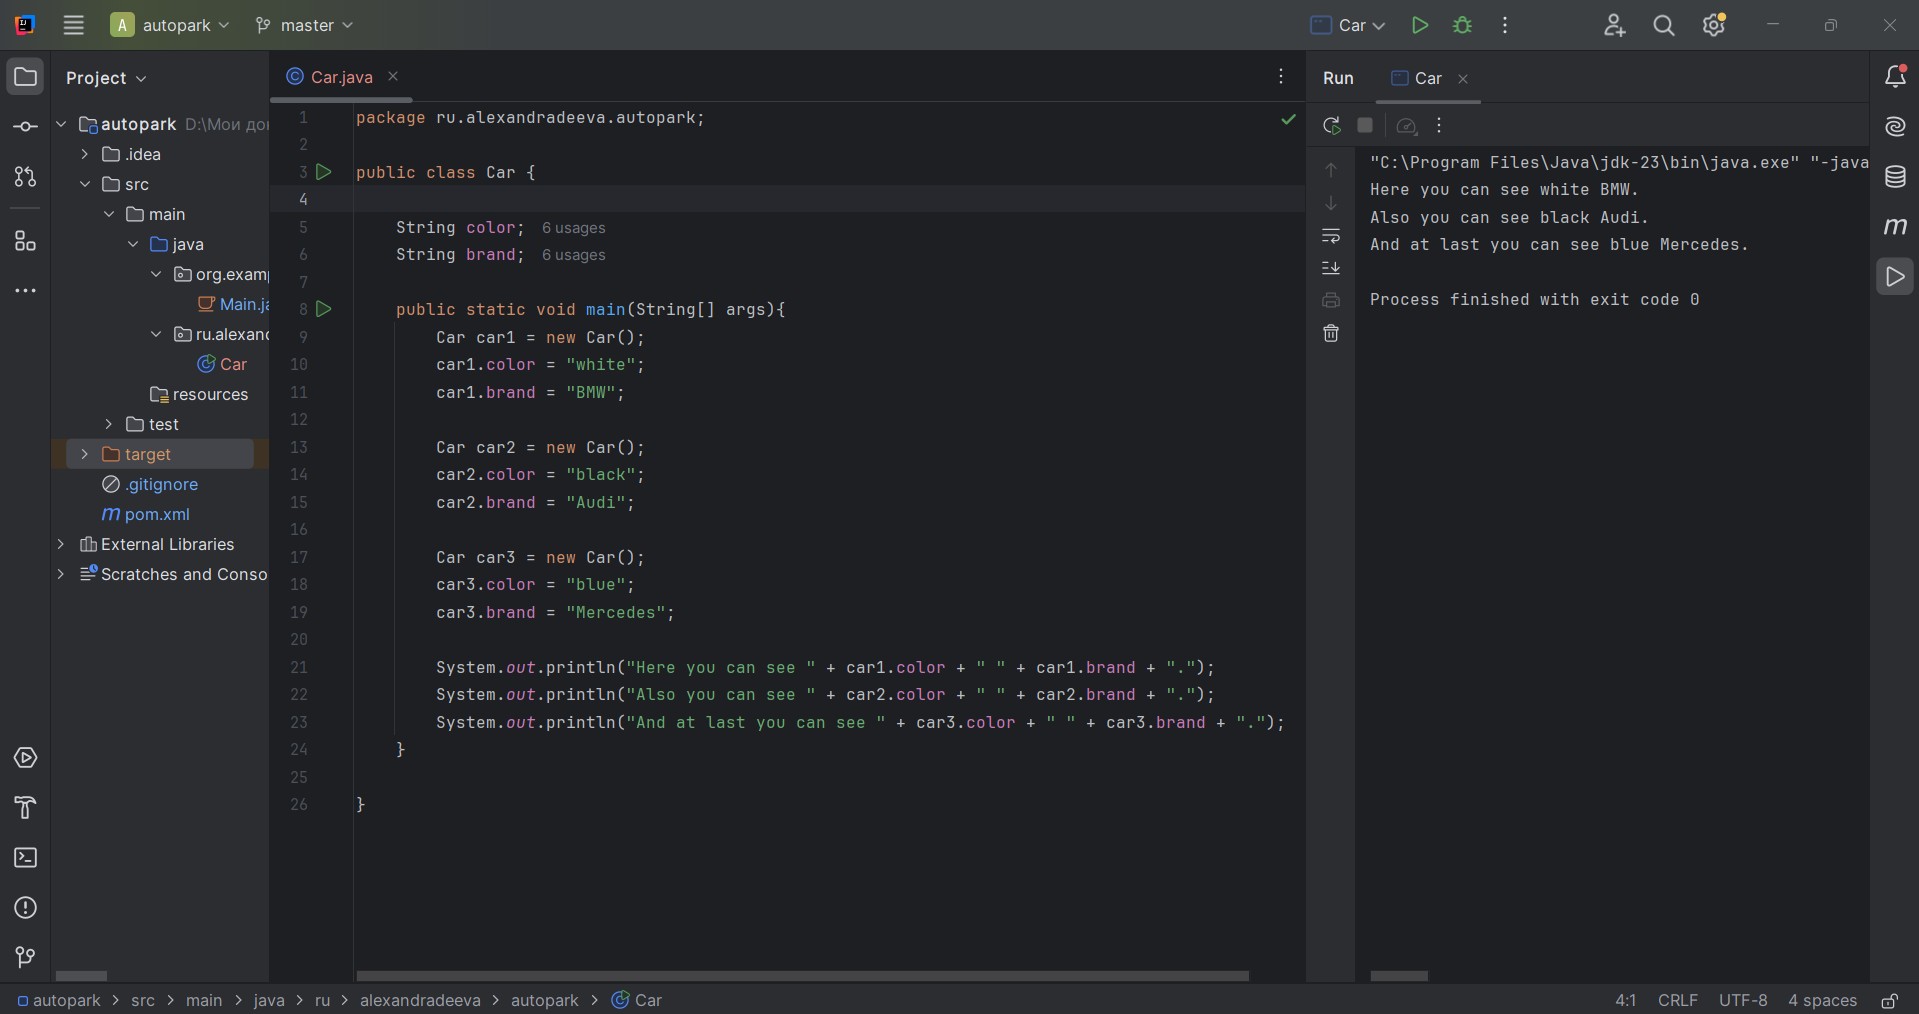 A autopark master Car
Project
autopark D:\Мои до
.idea
src
main
java
org.examp
Main.ja
ru.alexand
Car
resources
test
target
.gitignore
pom.xml
External Libraries
Scratches and Conso
Car.java
1 package ru.alexandradeeva.autopark;
2
3 public class Car {
4
5 String color; 6 usages
6 String brand; 6 usages
7
8 public static void main(String[] args){
9 Car car1 = new Car();
10 car1.color = "white";
11 car1.brand = "BMW";
12
13 Car car2 = new Car();
14 car2.color = "black";
15 car2.brand = "Audi";
16
17 Car car3 = new Car();
18 car3.color = "blue";
19 car3.brand = "Mercedes";
20
21 System.out.println("Here you can see " + car1.color + " " + car1.brand + ".");
22 System.out.println("Also you can see " + car2.color + " " + car2.brand + ".");
23 System.out.println("And at last you can see " + car3.color + " " + car3.brand + ".");
24 }
25
26 }
Run Car
"C:\Program Files\Java\jdk-23\bin\java.exe" "-java
Here you can see white BMW.
Also you can see black Audi.
And at last you can see blue Mercedes.
Process finished with exit code 0
autopark > src > main > java > ru > alexandradeeva > autopark > Car
4:1 CRLF UTF-8 4 spaces